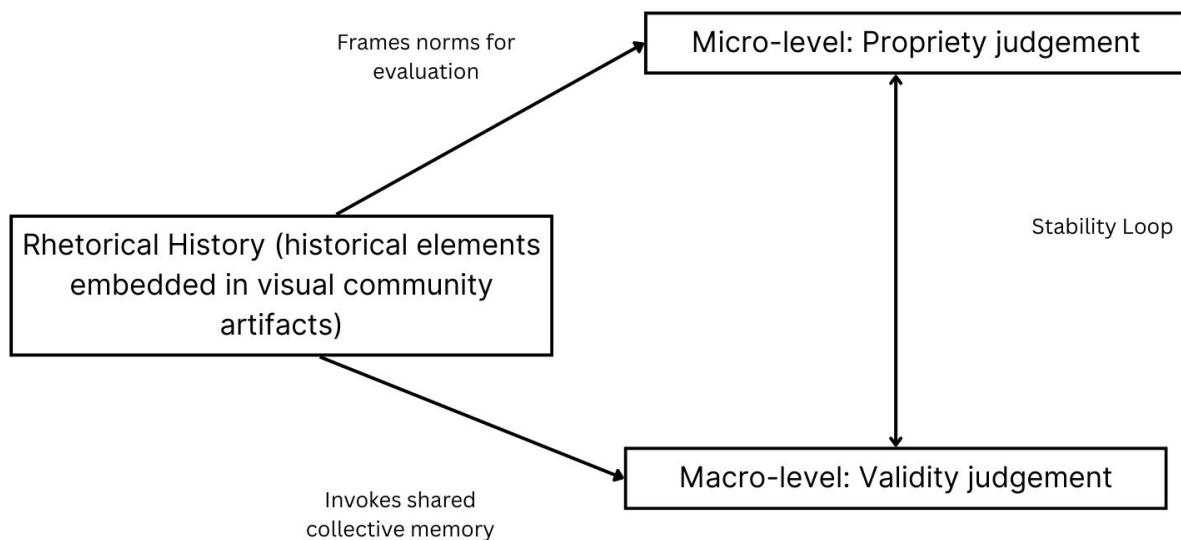 Frames norms for
evaluation
Micro-level: Propriety judgement
Rhetorical History (historical elements
embedded in visual community
artifacts)
Stability Loop
Macro-level: Validity judgement
Invokes shared
collective memory